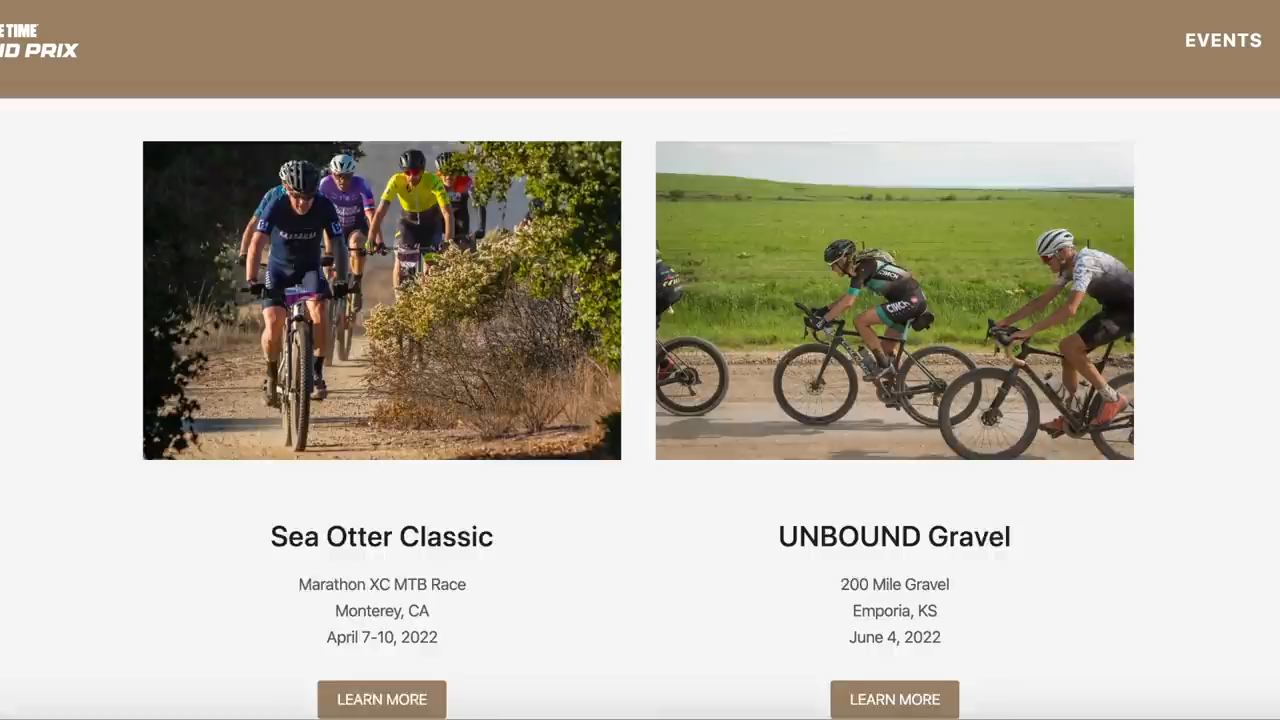 E TIME
ND PRIX
EVENTS
Sea Otter Classic
Marathon XC MTB Race
Monterey, CA
April 7-10, 2022
LEARN MORE
UNBOUND Gravel
200 Mile Gravel
Emporia, KS
June 4, 2022
LEARN MORE